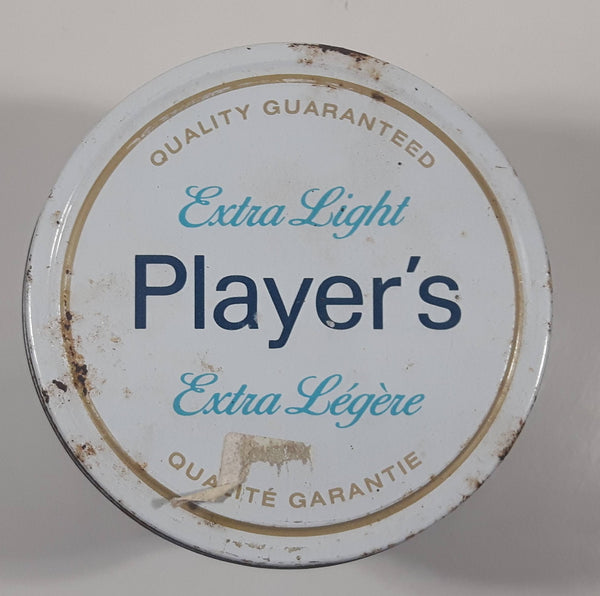 QUALITY GUARANTEED
Extra Light
Player's
Extra Légère
QUALITÉ GARANTIE